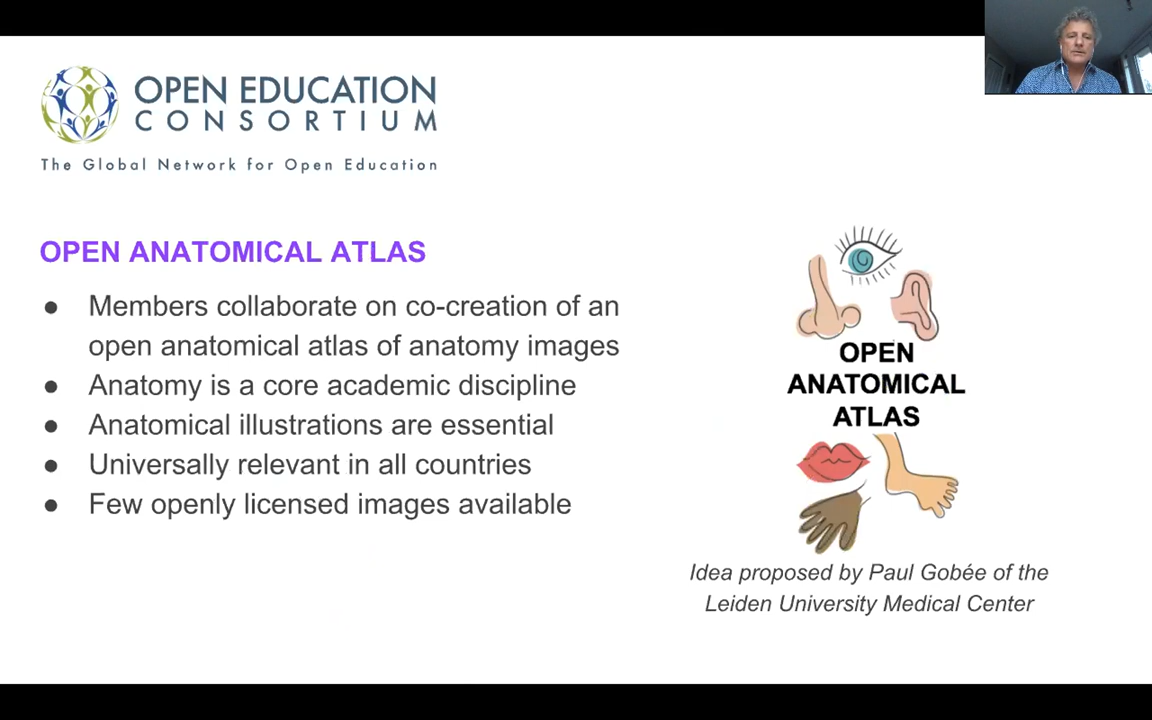 OPEN EDUCATION
CONSORTIUM
The Global Network for Open Education
OPEN ANATOMICAL ATLAS
● Members collaborate on co-creation of an
open anatomical atlas of anatomy images
● Anatomy is a core academic discipline
● Anatomical illustrations are essential
● Universally relevant in all countries
● Few openly licensed images available
OPEN
ANATOMICAL
ATLAS
Idea proposed by Paul Gobée of the
Leiden University Medical Center